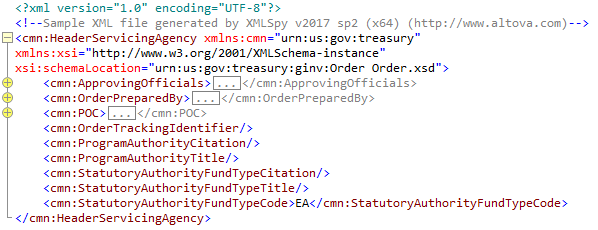 <?xml version="1.0" encoding="UTF-8"?>
<!--Sample XML file generated by XMLSpy v2017 sp2 (x64) (http://www.altova.com)-->
<cmn:HeaderServicingAgency xmlns:cmn="urn:us:gov:treasury"
xmlns:xsi="http://www.w3.org/2001/XMLSchema-instance"
xsi:schemaLocation="urn:us:gov:treasury:ginv:Order Order.xsd">
<cmn:ApprovingOfficials>...</cmn:ApprovingOfficials>
<cmn:OrderPreparedBy>...</cmn:OrderPreparedBy>
<cmn:POC>...</cmn:POC>
<cmn:OrderTrackingIdentifier/>
<cmn:ProgramAuthorityCitation/>
<cmn:ProgramAuthorityTitle/>
<cmn:StatutoryAuthorityFundTypeCitation/>
<cmn:StatutoryAuthorityFundTypeTitle/>
<cmn:StatutoryAuthorityFundTypeCode>EA</cmn:StatutoryAuthorityFundTypeCode>
</cmn:HeaderServicingAgency>